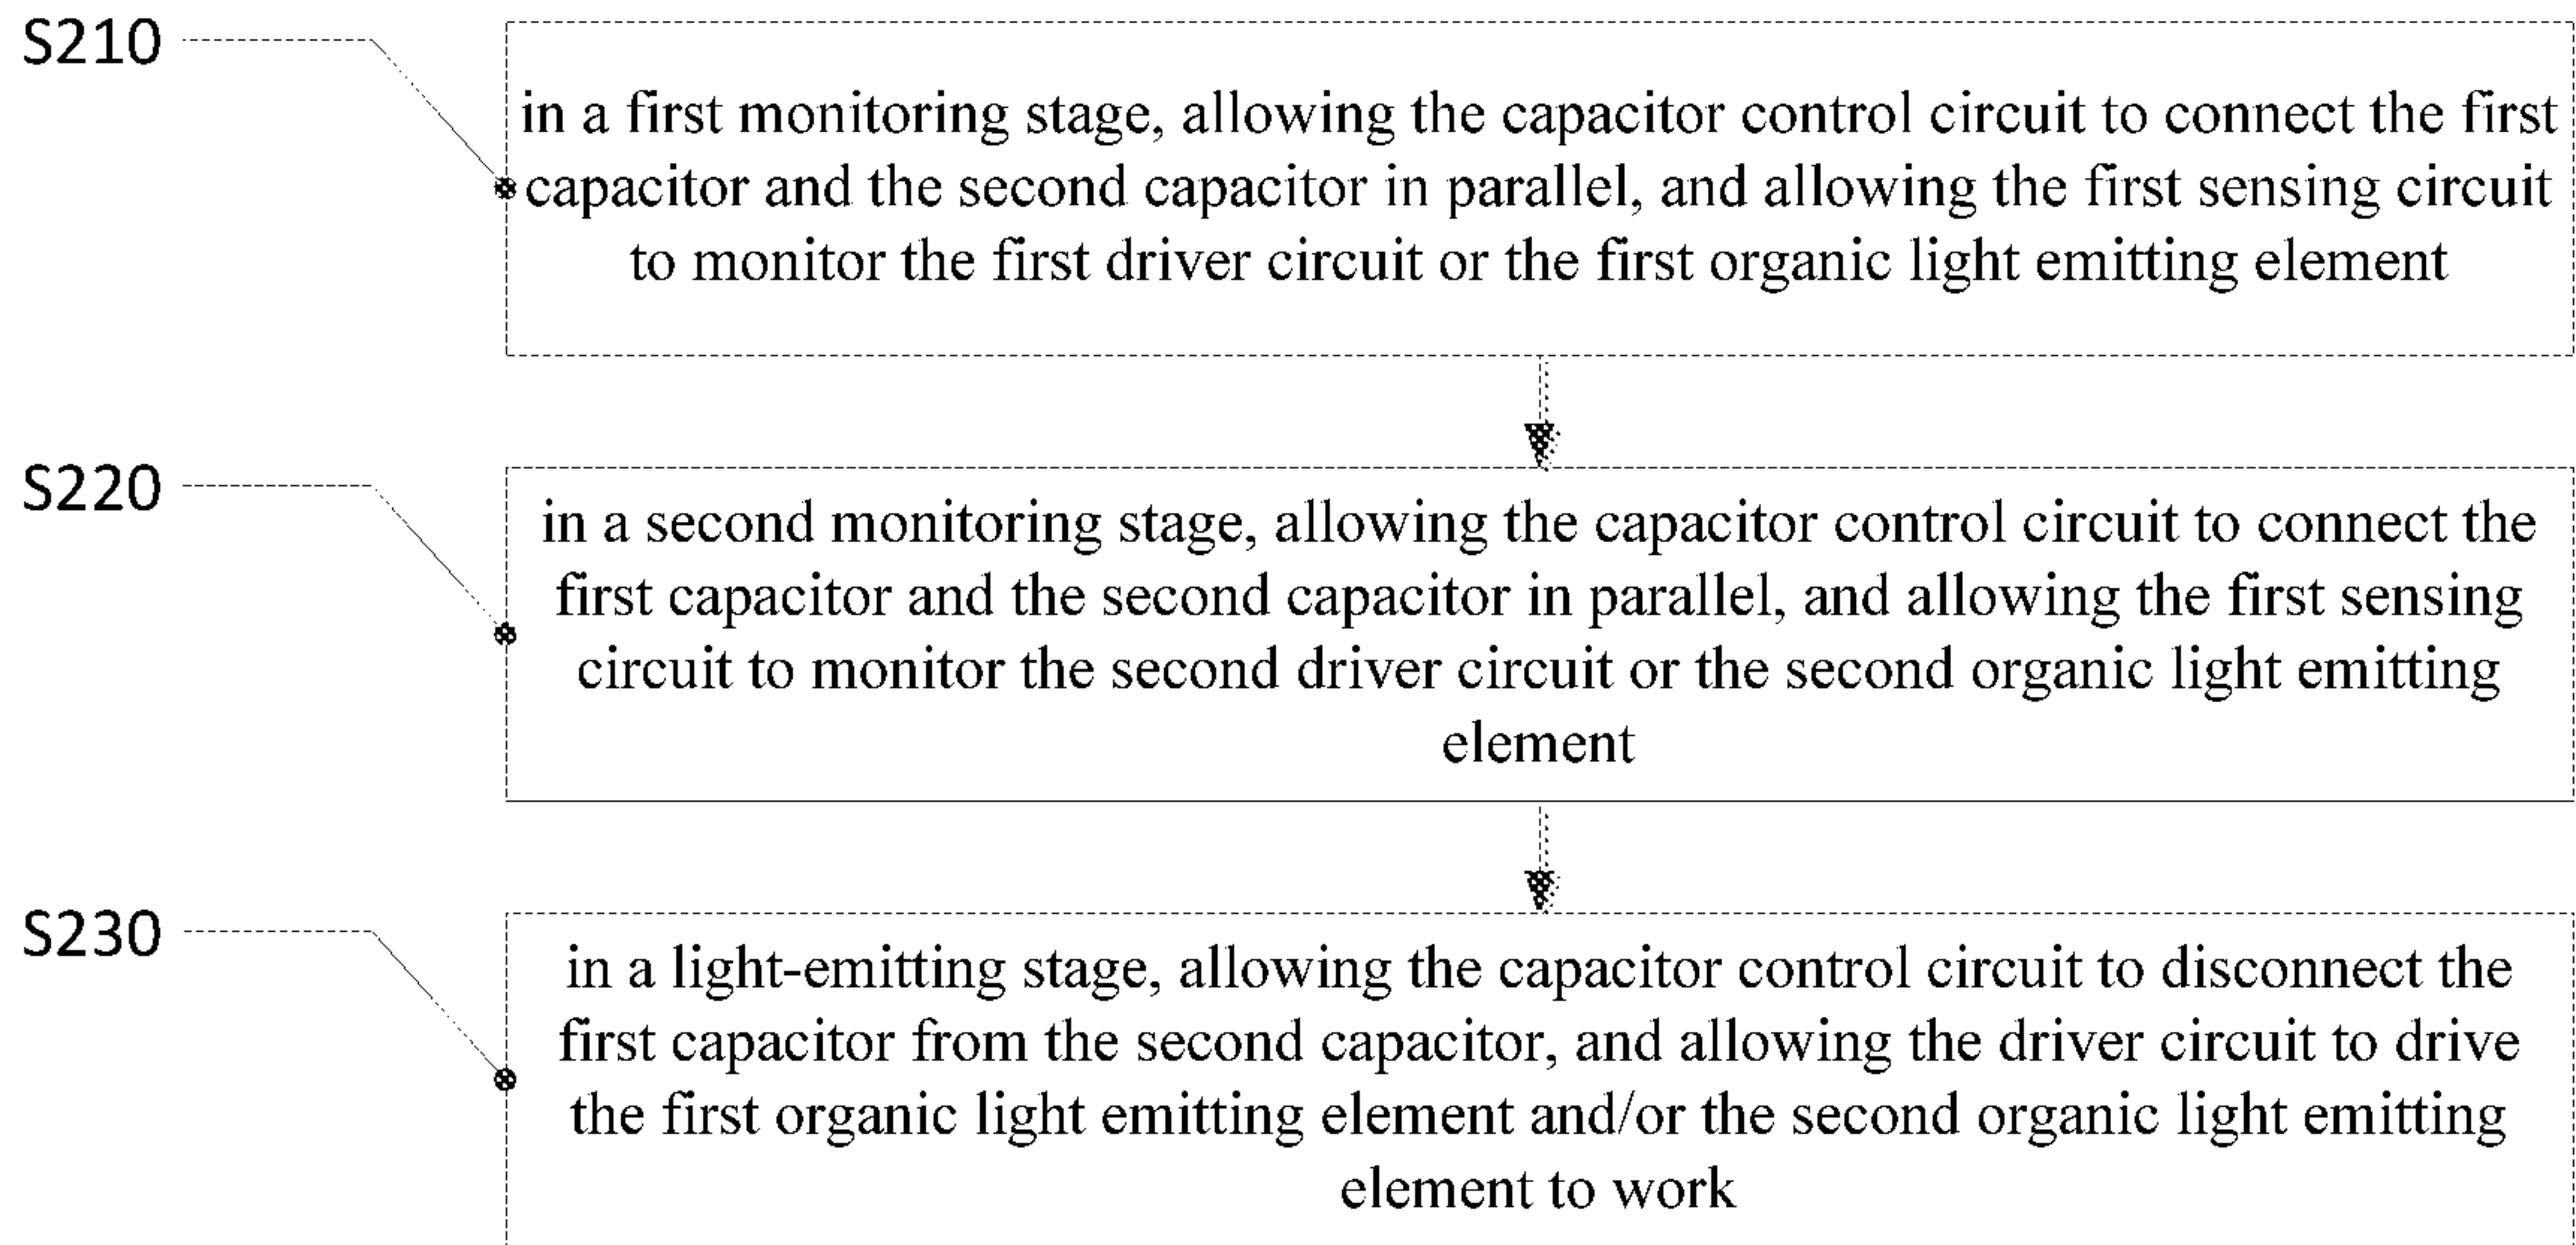 S210
in a first monitoring stage, allowing the capacitor control circuit to connect the first
capacitor and the second capacitor in parallel, and allowing the first sensing circuit
to monitor the first driver circuit or the first organic light emitting element
S220
in a second monitoring stage, allowing the capacitor control circuit to connect the
first capacitor and the second capacitor in parallel, and allowing the first sensing
circuit to monitor the second driver circuit or the second organic light emitting
element
S230
in a light-emitting stage, allowing the capacitor control circuit to disconnect the
first capacitor from the second capacitor, and allowing the driver circuit to drive
the first organic light emitting element and/or the second organic light emitting
element to work